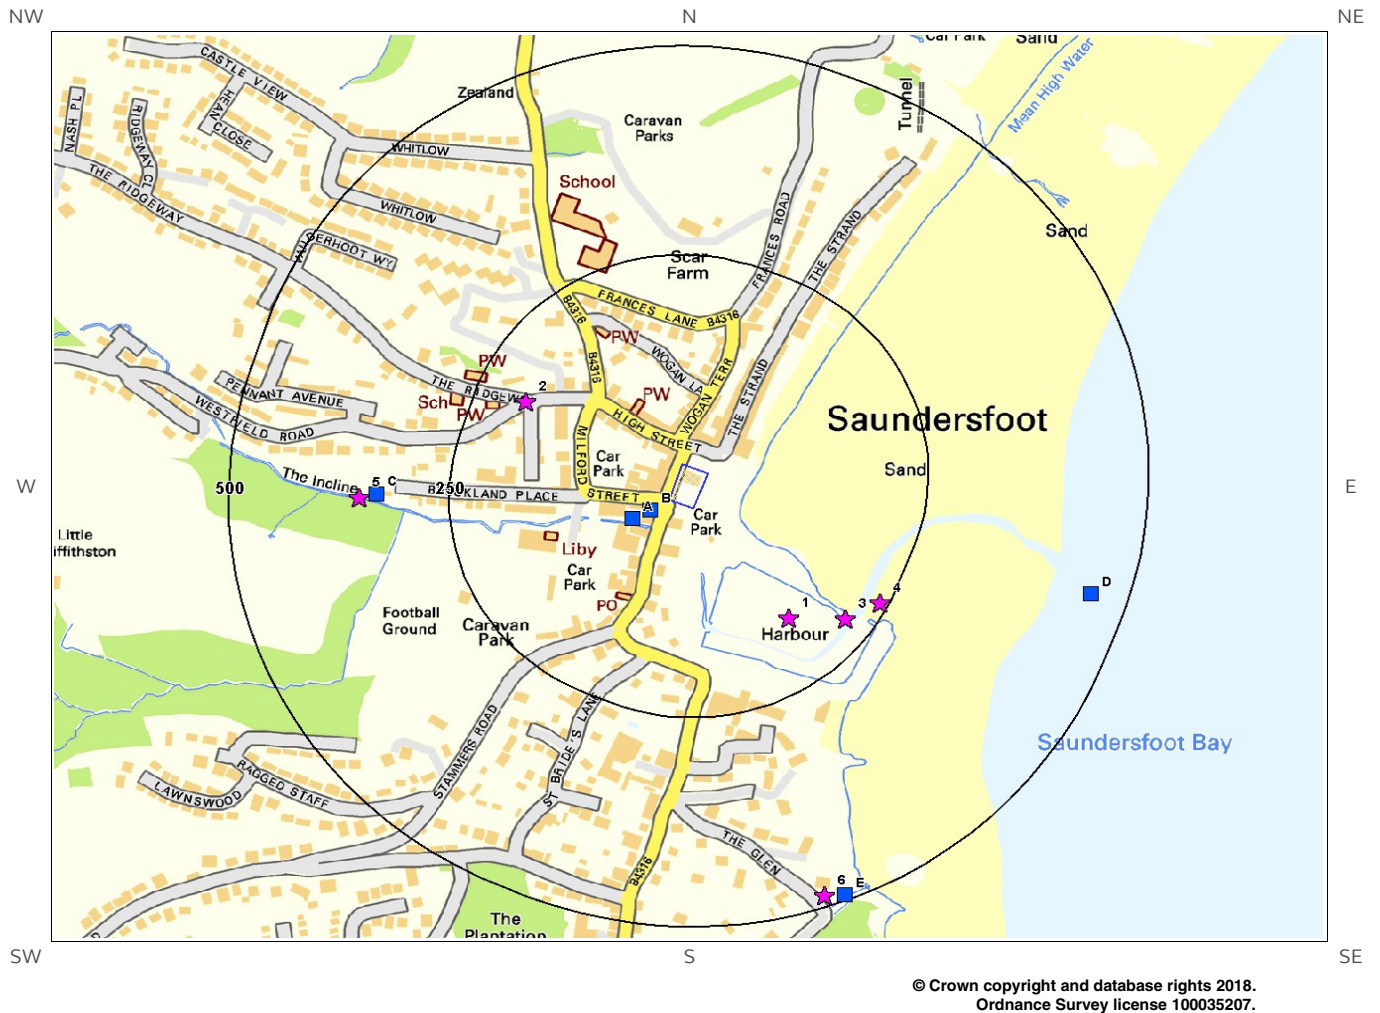 NW
N
NE
Car Park
Sand
CASTLE VIEW
Zealand
Tunnel
Mean High Water
NASH PL
HEAN
CLOSE
RIDGEWAY CL
Caravan
Parks
WHITLOW
THE RIDGEWAY
School
WHITLOW
FRANCES ROAD
THE STRAND
Sand
Scar
Farm
FRANCES LANE
B4316
B4316
PW
WOGAN LA
B4316
PW
THE RIDGEW
2
PENNANT AVENUE
Sch
PW
PW
WOGAN TERR
THE STRAND
WESTFIELD ROAD
HIGH STREET
Saundersfoot
MILFORD
Car
Park
Sand
The Incline
5
C
W
500
250
PLACE
STREET
B
A
E
Car
Park
Little
iffithston
Liby
Car
Park
D
PO
Football
Ground
Caravan
Park
1
3
4
Harbour
STAMMERS ROAD
ST BRIDE'S LANE
Saundersfoot Bay
RAGGED STAFF
LAWNSWOOD
THE GLEN
B4316
6
E
The
Plantation
SW
S
SE
© Crown copyright and database rights 2018.
Ordnance Survey license 100035207.